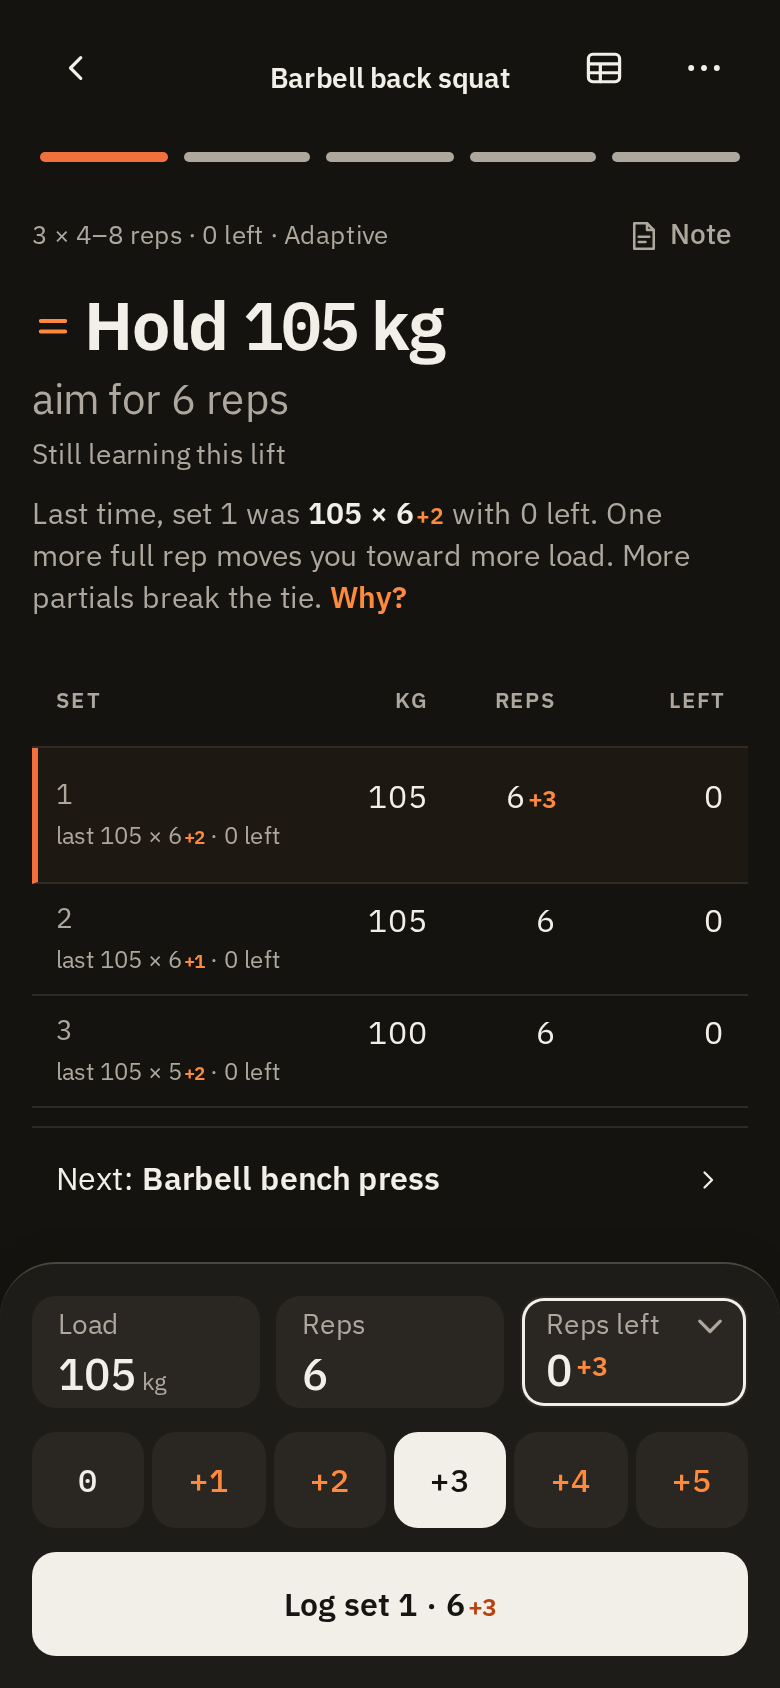 Barbell back squat
3 × 4–8 reps · 0 left · Adaptive
Note
= Hold 105 kg
aim for 6 reps
Still learning this lift
Last time, set 1 was 105 × 6+2 with 0 left. One
more full rep moves you toward more load. More
partials break the tie. Why?
SET KG REPS LEFT
1 105 6+3 0
last 105 × 6+2 · 0 left
2 105 6 0
last 105 × 6+1 · 0 left
3 100 6 0
last 105 × 5+2 · 0 left
Next: Barbell bench press
Load Reps Reps left
105 kg 6 0+3
0 +1 +2 +3 +4 +5
Log set 1 · 6+3